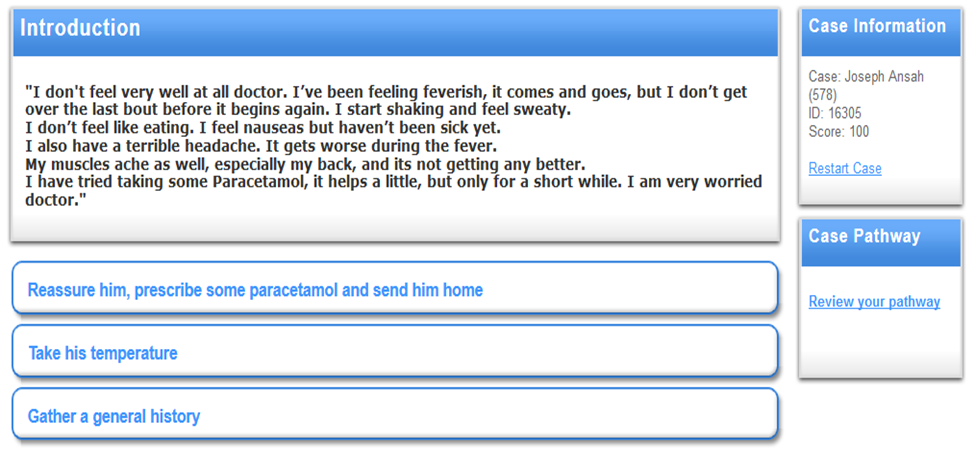 Introduction
"I don't feel very well at all doctor. I've been feeling feverish, it comes and goes, but I don't get
over the last bout before it begins again. I start shaking and feel sweaty.
I don't feel like eating. I feel nauseas but haven't been sick yet.
I also have a terrible headache. It gets worse during the fever.
My muscles ache as well, especially my back, and its not getting any better.
I have tried taking some Paracetamol, it helps a little, but only for a short while. I am very worried
doctor."
Reassure him, prescribe some paracetamol and send him home
Take his temperature
Gather a general history
Case Information
Case: Joseph Ansah
(578)
ID: 16305
Score: 100
Restart Case
Case Pathway
Review your pathway